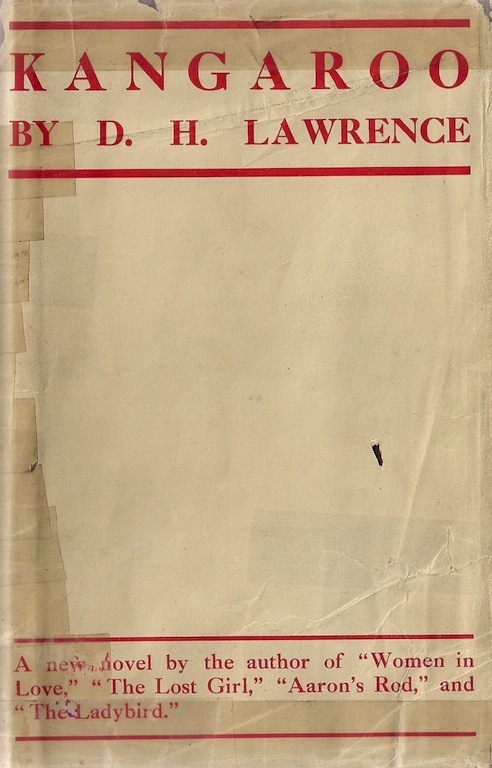 KANGAROO
BY D. H. LAWRENCE
A new novel by the author of "Women in
Love," "The Lost Girl," "Aaron's Rod," and
"The Ladybird."